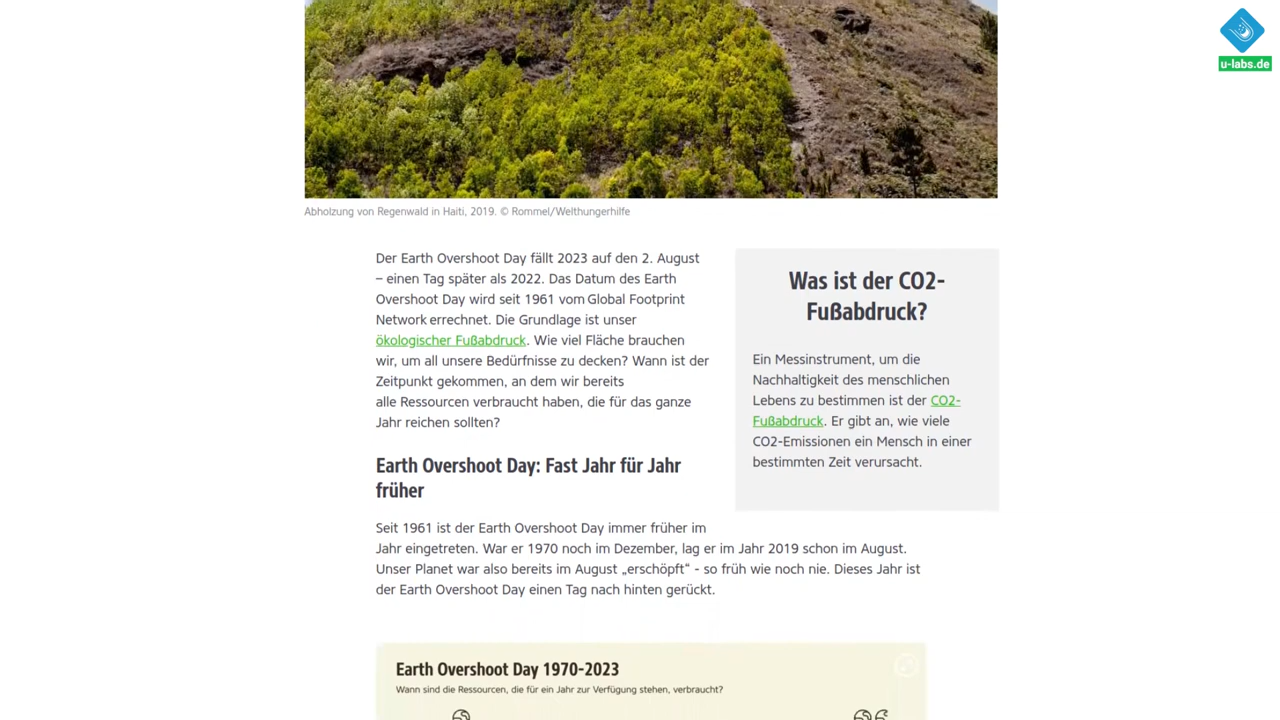 u-labs.de
Abholzung von Regenwald in Haiti, 2019. © Rommel/Welthungerhilfe
Der Earth Overshoot Day fällt 2023 auf den 2. August
– einen Tag später als 2022. Das Datum des Earth
Overshoot Day wird seit 1961 vom Global Footprint
Network errechnet. Die Grundlage ist unser
ökologischer Fußabdruck. Wie viel Fläche brauchen
wir, um all unsere Bedürfnisse zu decken? Wann ist der
Zeitpunkt gekommen, an dem wir bereits
alle Ressourcen verbraucht haben, die für das ganze
Jahr reichen sollten?
Was ist der CO2-
Fußabdruck?
Ein Messinstrument, um die
Nachhaltigkeit des menschlichen
Lebens zu bestimmen ist der CO2-
Fußabdruck. Er gibt an, wie viele
CO2-Emissionen ein Mensch in einer
bestimmten Zeit verursacht.
Earth Overshoot Day: Fast Jahr für Jahr
früher
Seit 1961 ist der Earth Overshoot Day immer früher im
Jahr eingetreten. War er 1970 noch im Dezember, lag er im Jahr 2019 schon im August.
Unser Planet war also bereits im August „erschöpft“ - so früh wie noch nie. Dieses Jahr ist
der Earth Overshoot Day einen Tag nach hinten gerückt.
Earth Overshoot Day 1970-2023
Wann sind die Ressourcen, die für ein Jahr zur Verfügung stehen, verbraucht?